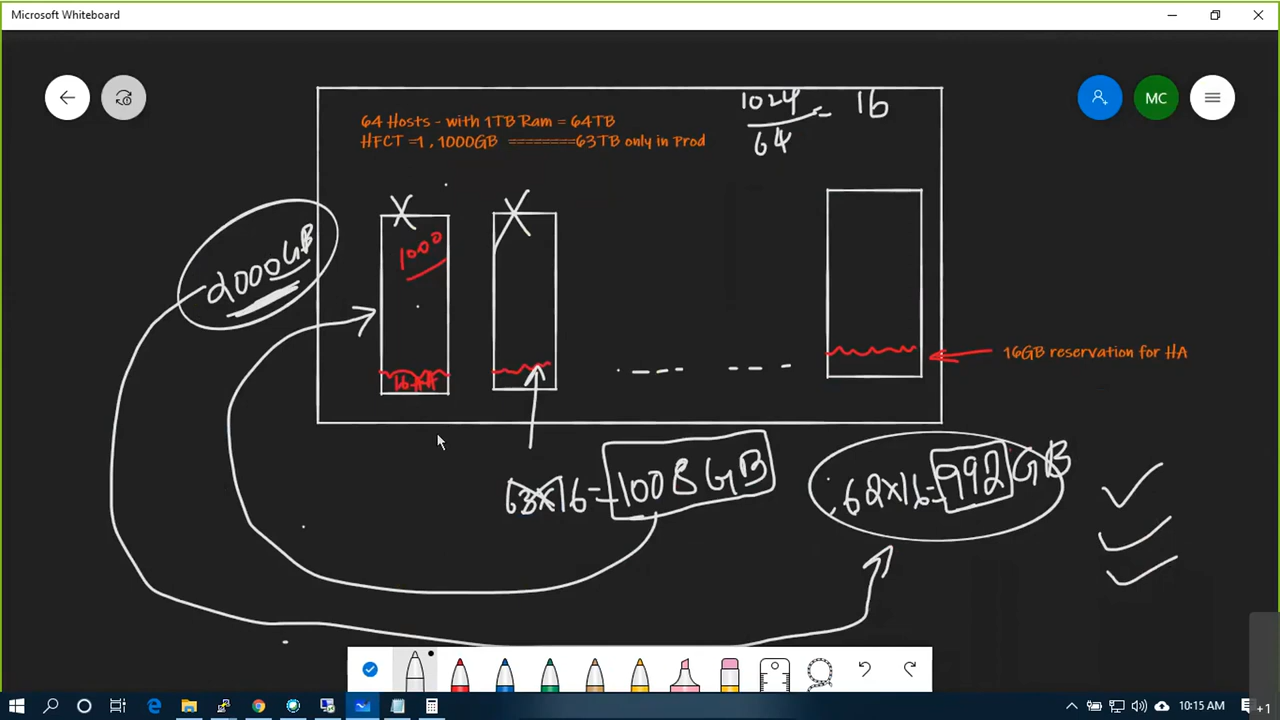 Microsoft Whiteboard
MC
64 Hosts - with 1TB Ram = 64TB
HFCT =1 , 1000GB ========63TB only in Prod
1024
64
= 16
1000
2000GB
16GB reservation for HA
63x16=1008GB
62x16=992GB
10:15 AM
+1